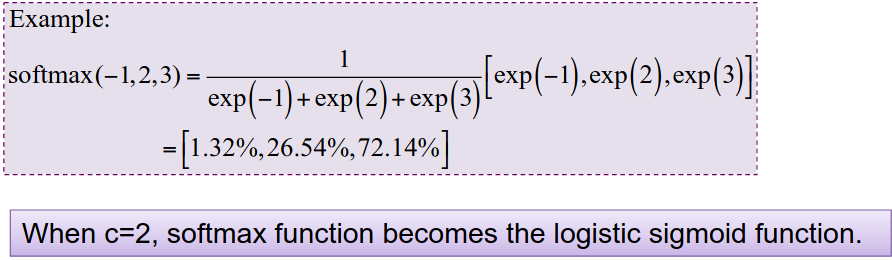 Example:
softmax(−1,2,3) = 1 / (exp(−1)+exp(2)+exp(3)) [exp(−1),exp(2),exp(3)]
=[1.32%,26.54%,72.14%]
When c=2, softmax function becomes the logistic sigmoid function.